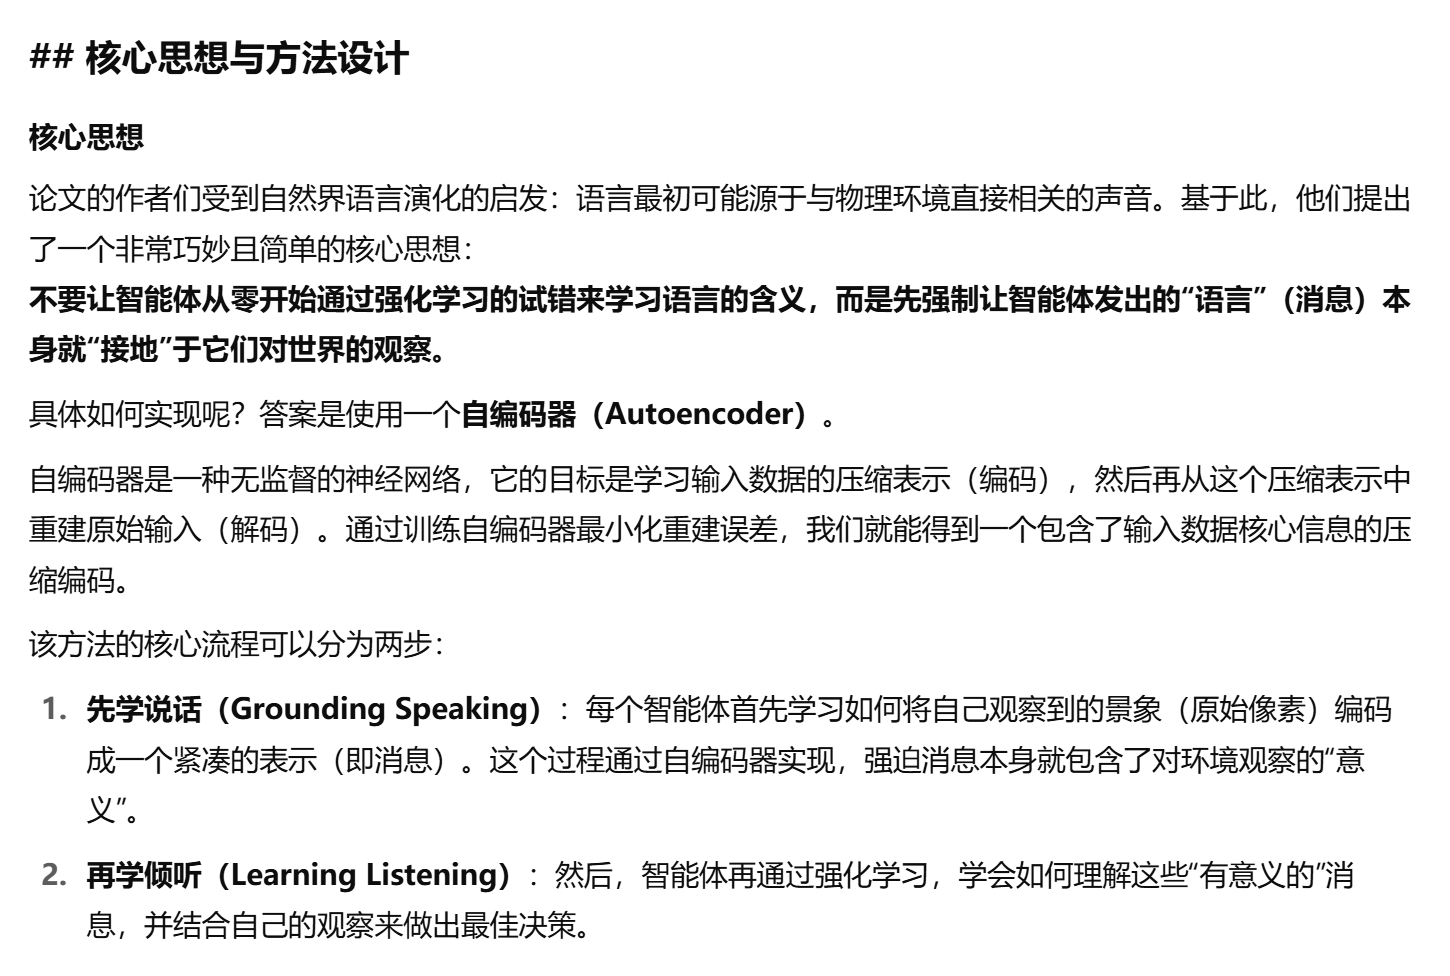 ## 核心思想与方法设计
核心思想
论文的作者们受到自然界语言演化的启发：语言最初可能源于与物理环境直接相关的声音。基于此，他们提出
了一个非常巧妙且简单的核心思想：
不要让智能体从零开始通过强化学习的试错来学习语言的含义，而是先强制让智能体发出的“语言”（消息）本
身就“接地”于它们对世界的观察。
具体如何实现呢？答案是使用一个自编码器（Autoencoder）。
自编码器是一种无监督的神经网络，它的目标是学习输入数据的压缩表示（编码），然后再从这个压缩表示中
重建原始输入（解码）。通过训练自编码器最小化重建误差，我们就能得到一个包含了输入数据核心信息的压
缩编码。
该方法的核心流程可以分为两步：
1. 先学说话（Grounding Speaking）：每个智能体首先学习如何将自己观察到的景象（原始像素）编码
成一个紧凑的表示（即消息）。这个过程通过自编码器实现，强迫消息本身就包含了对环境观察的“意
义”。
2. 再学倾听（Learning Listening）：然后，智能体再通过强化学习，学会如何理解这些“有意义的”消
息，并结合自己的观察来做出最佳决策。